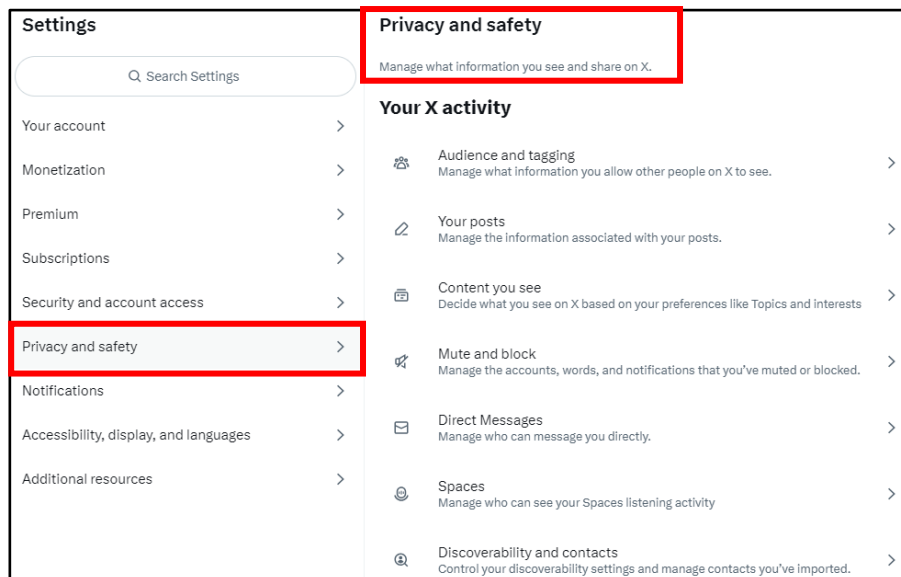 Settings
Search Settings
Your account
Monetization
Premium
Subscriptions
Security and account access
Privacy and safety
Notifications
Accessibility, display, and languages
Additional resources
Privacy and safety
Manage what information you see and share on X.
Your X activity
Audience and tagging
Manage what information you allow other people on X to see.
Your posts
Manage the information associated with your posts.
Content you see
Decide what you see on X based on your preferences like Topics and interests
Mute and block
Manage the accounts, words, and notifications that you’ve muted or blocked.
Direct Messages
Manage who can message you directly.
Spaces
Manage who can see your Spaces listening activity
Discoverability and contacts
Control your discoverability settings and manage contacts you’ve imported.